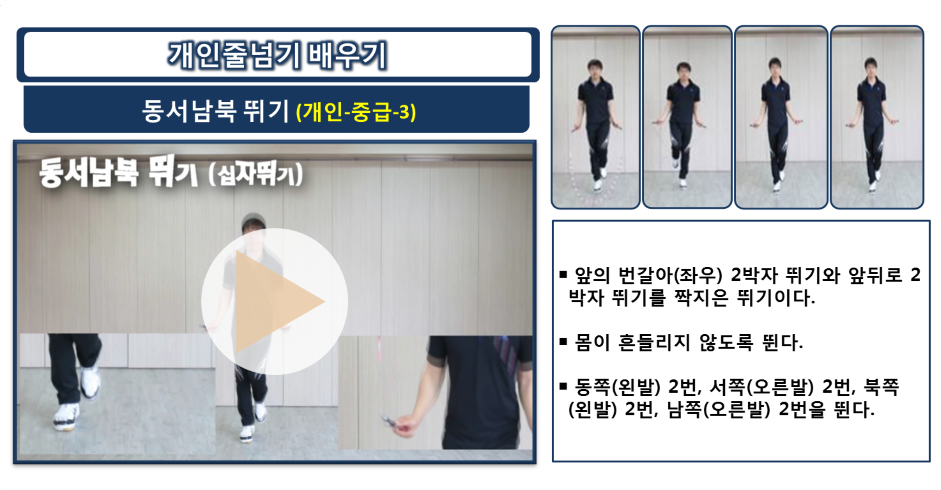 개인줄넘기 배우기
동서남북 뛰기 (개인-중급-3)
동서남북 뛰기 (십자뛰기)
▪ 앞의 번갈아(좌우) 2박자 뛰기와 앞뒤로 2
박자 뛰기를 짝지은 뛰기이다.
▪ 몸이 흔들리지 않도록 뛴다.
▪ 동쪽(왼발) 2번, 서쪽(오른발) 2번, 북쪽
(왼발) 2번, 남쪽(오른발) 2번을 뛴다.